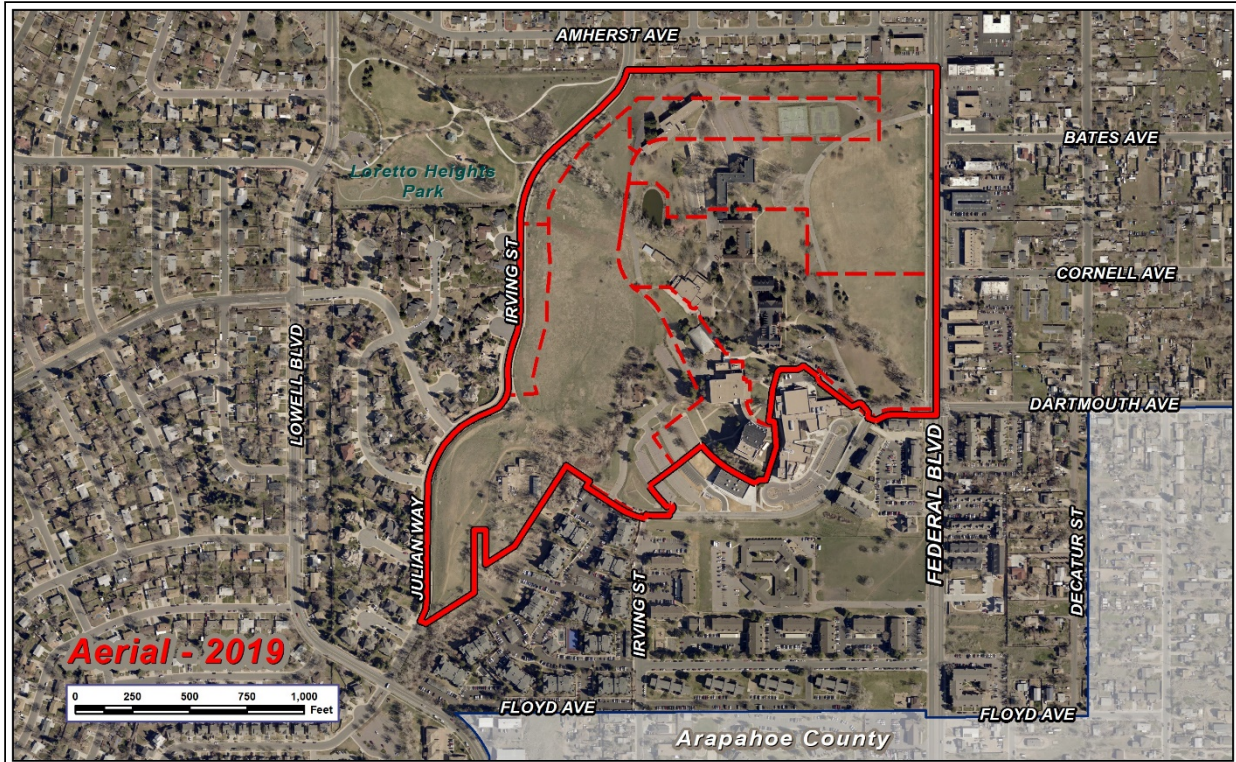 AMHERST AVE
BATES AVE
Loretto Heights
Park
IRVING ST
CORNELL AVE
LOWELL BLVD
DARTMOUTH AVE
FEDERAL BLVD
JULIAN WAY
DECATUR ST
IRVING ST
Aerial - 2019
0 250 500 750 1,000
Feet
FLOYD AVE
FLOYD AVE
Arapahoe County